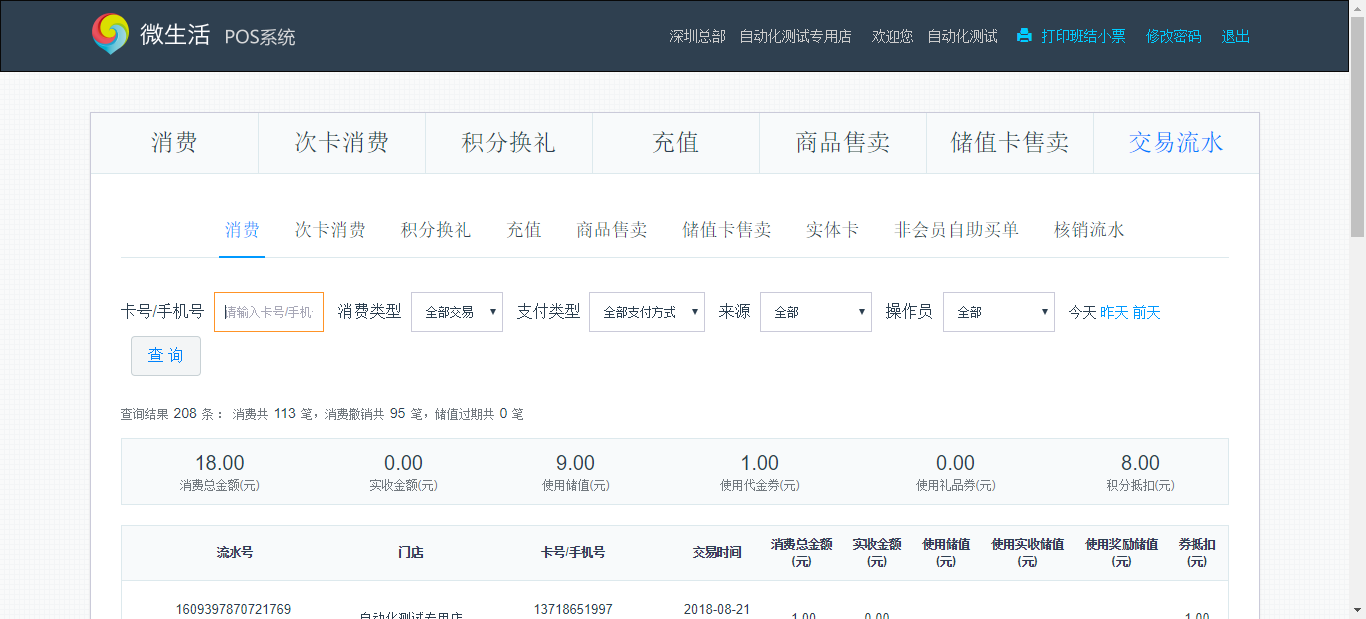 微生活 POS系统 深圳总部 自动化测试专用店 欢迎您 自动化测试 打印班结小票 修改密码 退出
消费 次卡消费 积分换礼 充值 商品售卖 储值卡售卖 交易流水
消费 次卡消费 积分换礼 充值 商品售卖 储值卡售卖 实体卡 非会员自助买单 核销流水
卡号/手机号 请输入卡号/手机 消费类型 全部交易 支付类型 全部支付方式 来源 全部 操作员 全部 今天 昨天 前天
查 询
查询结果 208 条： 消费共 113 笔，消费撤销共 95 笔，储值过期共 0 笔
18.00 0.00 9.00 1.00 0.00 8.00
消费总金额(元) 实收金额(元) 使用储值(元) 使用代金券(元) 使用礼品券(元) 积分抵扣(元)
流水号 门店 卡号/手机号 交易时间 消费总金额(元) 实收金额(元) 使用储值(元) 使用实收储值(元) 使用奖励储值(元) 券抵扣(元)
1609397870721769 13718651997 2018-08-21
自动化测试专用店 1.00 0.00 1.00